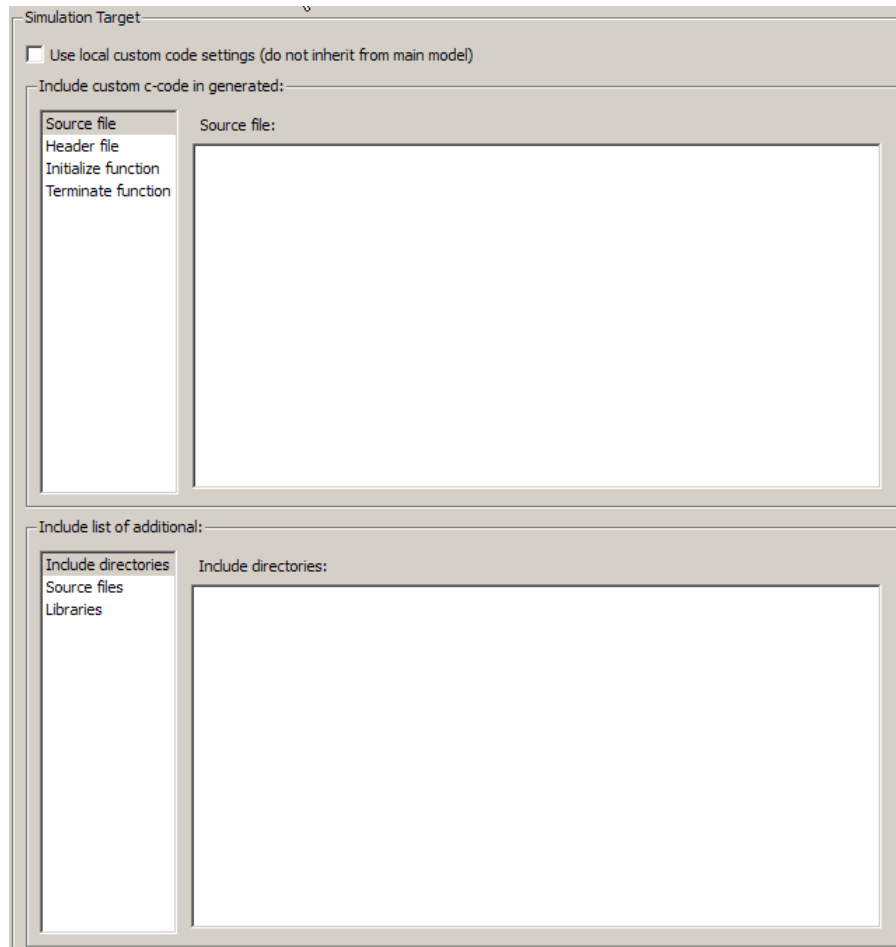 Simulation Target
Use local custom code settings (do not inherit from main model)
Include custom c-code in generated:
Source file
Header file
Initialize function
Terminate function
Source file:
Include list of additional:
Include directories
Source files
Libraries
Include directories: